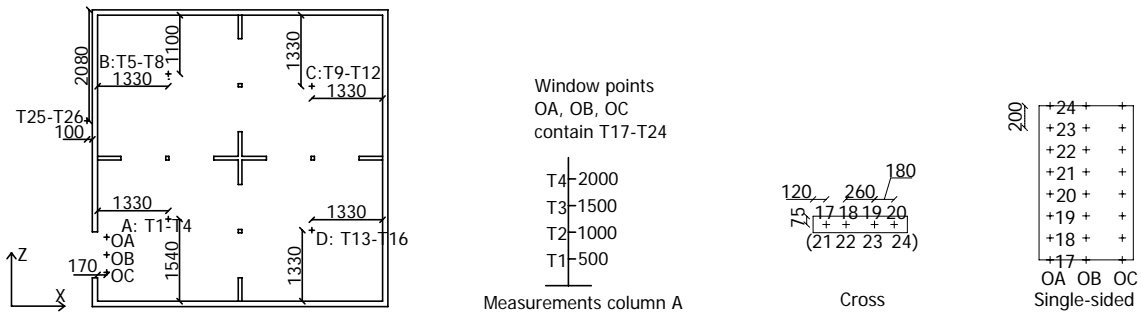 2080
1100
1330
B:T5-T8
C:T9-T12
1330
1330
T25-T26
100
1330
1330
A: T1-T4
D: T13-T16
OA
OB
OC
170
1540
1330
Z
X
Window points
OA, OB, OC
contain T17-T24
T4 2000
T3 1500
T2 1000
T1 500
Measurements column A
180
120 260
75
17 18 19 20
(21 22 23 24)
Cross
200
24
23
22
21
20
19
18
17
OA OB OC
Single-sided